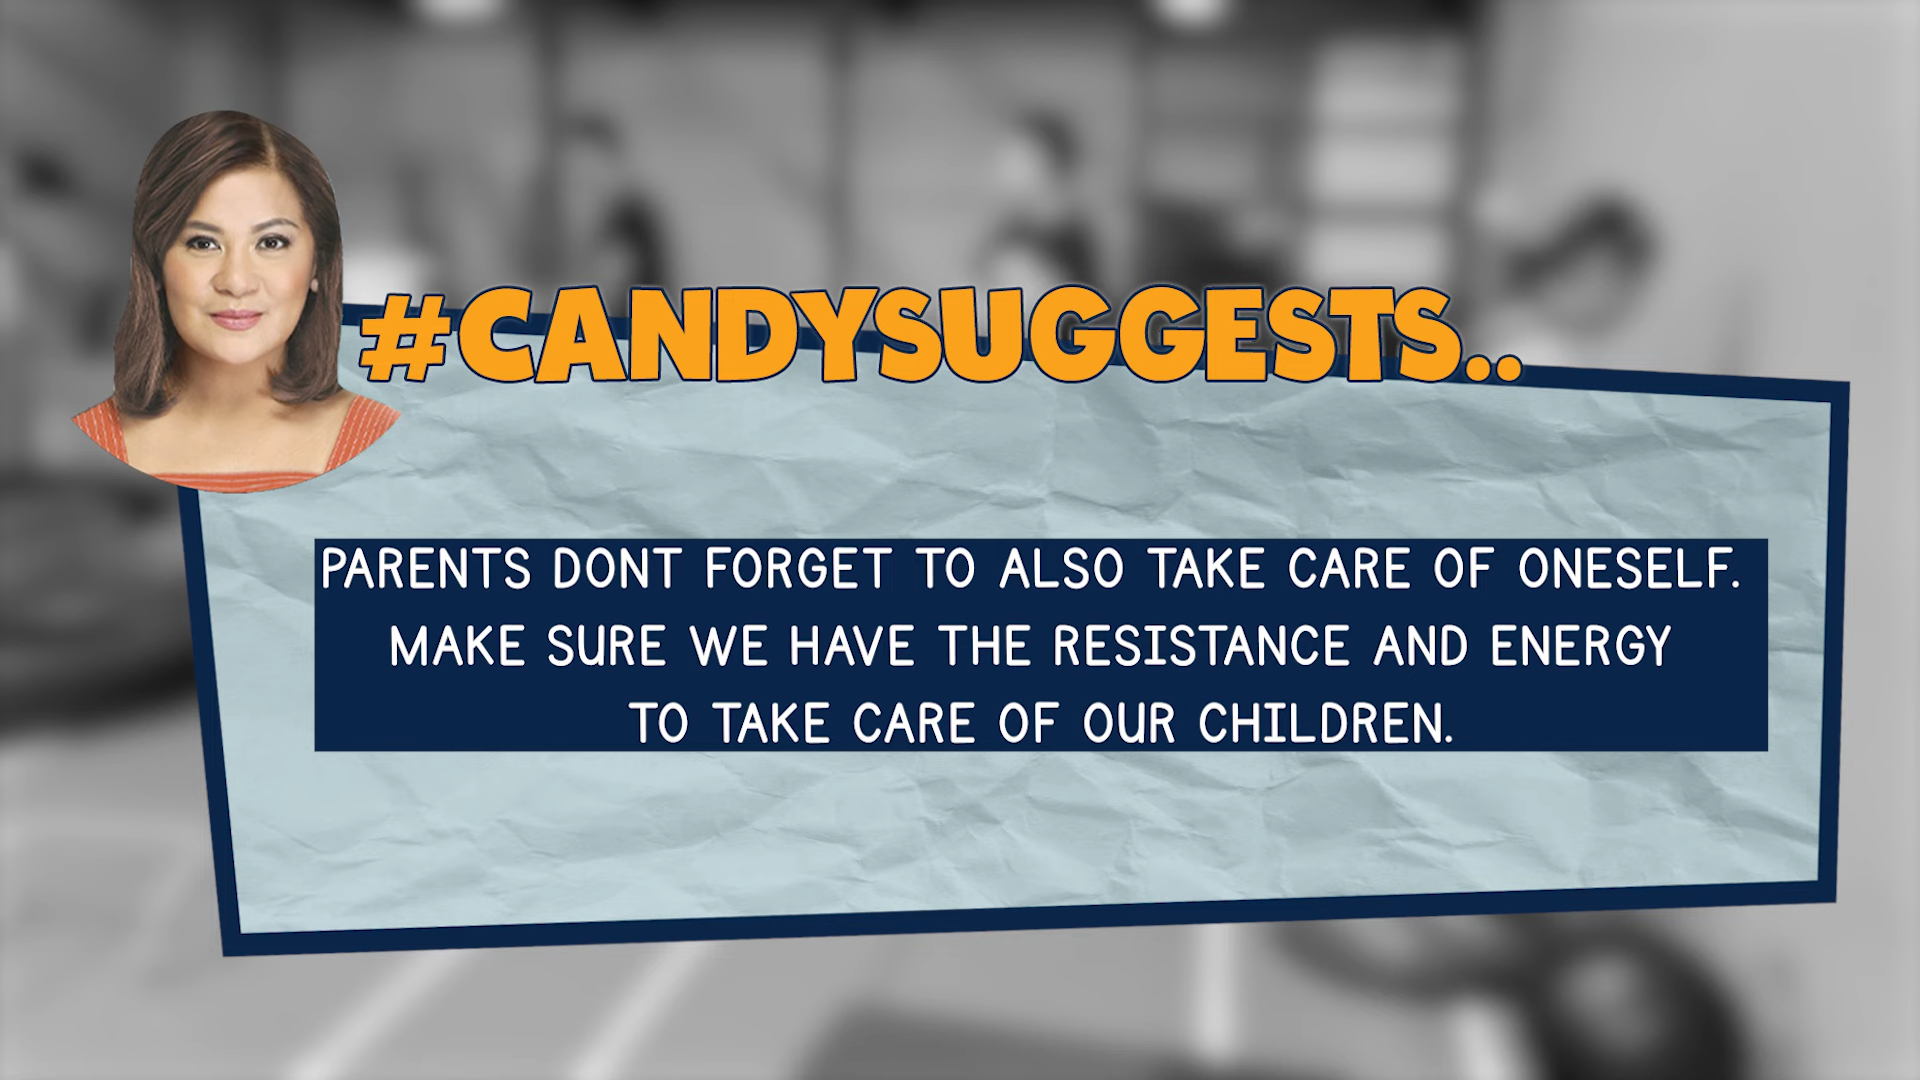 #CANDYSUGGESTS..
PARENTS DONT FORGET TO ALSO TAKE CARE OF ONESELF.
MAKE SURE WE HAVE THE RESISTANCE AND ENERGY
TO TAKE CARE OF OUR CHILDREN.